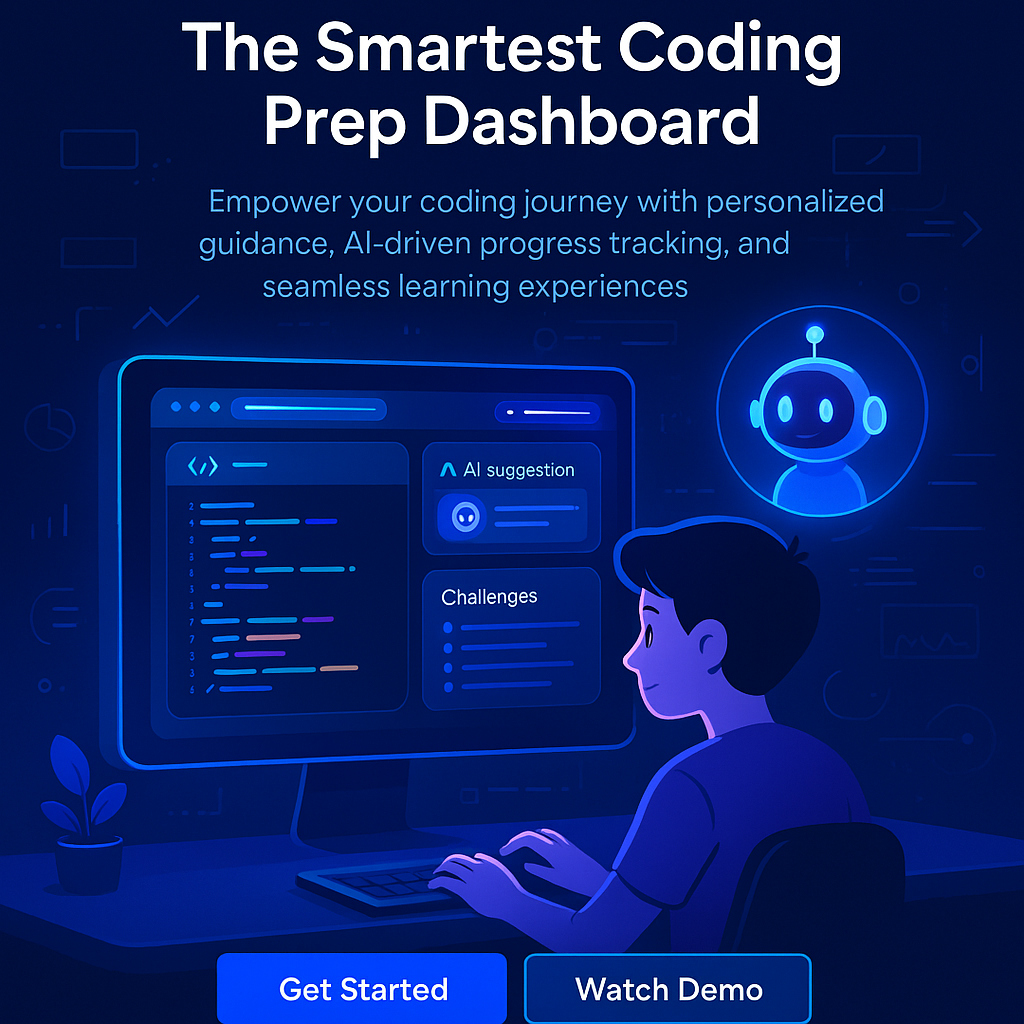 The Smartest Coding
Prep Dashboard
Empower your coding journey with personalized
guidance, AI-driven progress tracking, and
seamless learning experiences
AI suggestion
Challenges
Get Started
Watch Demo